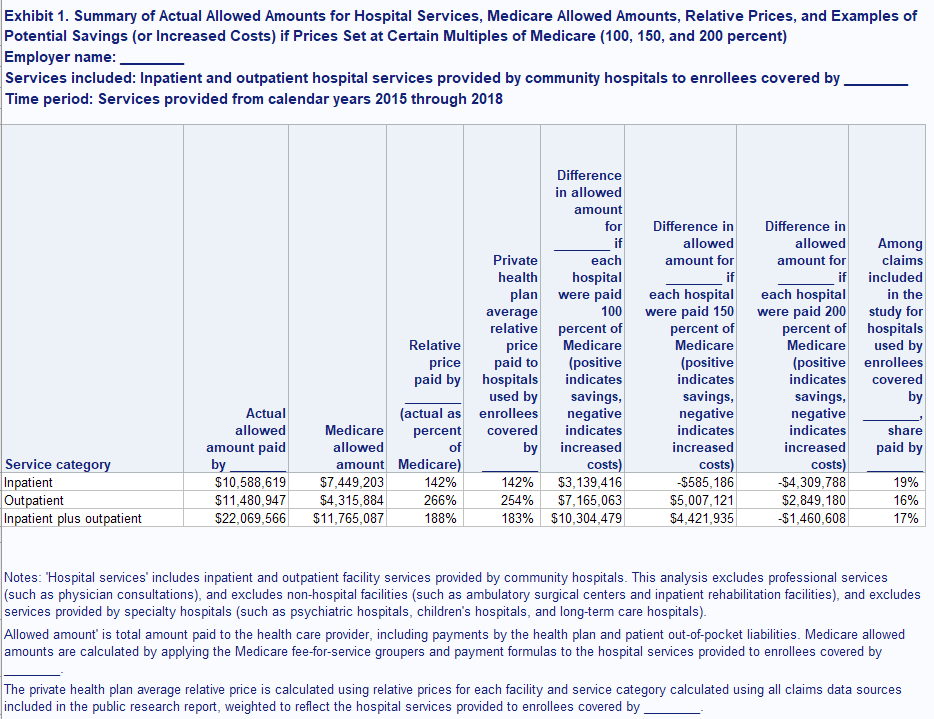 Exhibit 1. Summary of Actual Allowed Amounts for Hospital Services, Medicare Allowed Amounts, Relative Prices, and Examples of
Potential Savings (or Increased Costs) if Prices Set at Certain Multiples of Medicare (100, 150, and 200 percent)
Employer name: ________
Services included: Inpatient and outpatient hospital services provided by community hospitals to enrollees covered by ________
Time period: Services provided from calendar years 2015 through 2018
Service category
Actual
allowed
amount paid
by _______
Medicare
allowed
amount
Relative
price
paid by
_______
(actual as
percent
of
Medicare)
Private
health
plan
average
relative
price
paid to
hospitals
used by
enrollees
covered
by
_______
Difference
in allowed
amount
for
_______ if
each
hospital
were paid
100
percent of
Medicare
(positive
indicates
savings,
negative
indicates
increased
costs)
Difference in
allowed
amount for
_______ if
each hospital
were paid 150
percent of
Medicare
(positive
indicates
savings,
negative
indicates
increased
costs)
Difference in
allowed
amount for
_______ if
each hospital
were paid 200
percent of
Medicare
(positive
indicates
savings,
negative
indicates
increased
costs)
Among
claims
included
in the
study for
hospitals
used by
enrollees
covered
by
_______,
share
paid by
_______
Inpatient $10,588,619 $7,449,203 142% 142% $3,139,416 -$585,186 -$4,309,788 19%
Outpatient $11,480,947 $4,315,884 266% 254% $7,165,063 $5,007,121 $2,849,180 16%
Inpatient plus outpatient $22,069,566 $11,765,087 188% 183% $10,304,479 $4,421,935 -$1,460,608 17%
Notes: 'Hospital services' includes inpatient and outpatient facility services provided by community hospitals. This analysis excludes professional services
(such as physician consultations), and excludes non-hospital facilities (such as ambulatory surgical centers and inpatient rehabilitation facilities), and excludes
services provided by specialty hospitals (such as psychiatric hospitals, children's hospitals, and long-term care hospitals).
Allowed amount' is total amount paid to the health care provider, including payments by the health plan and patient out-of-pocket liabilities. Medicare allowed
amounts are calculated by applying the Medicare fee-for-service groupers and payment formulas to the hospital services provided to enrollees covered by
________.
The private health plan average relative price is calculated using relative prices for each facility and service category calculated using all claims data sources
included in the public research report, weighted to reflect the hospital services provided to enrollees covered by ________.